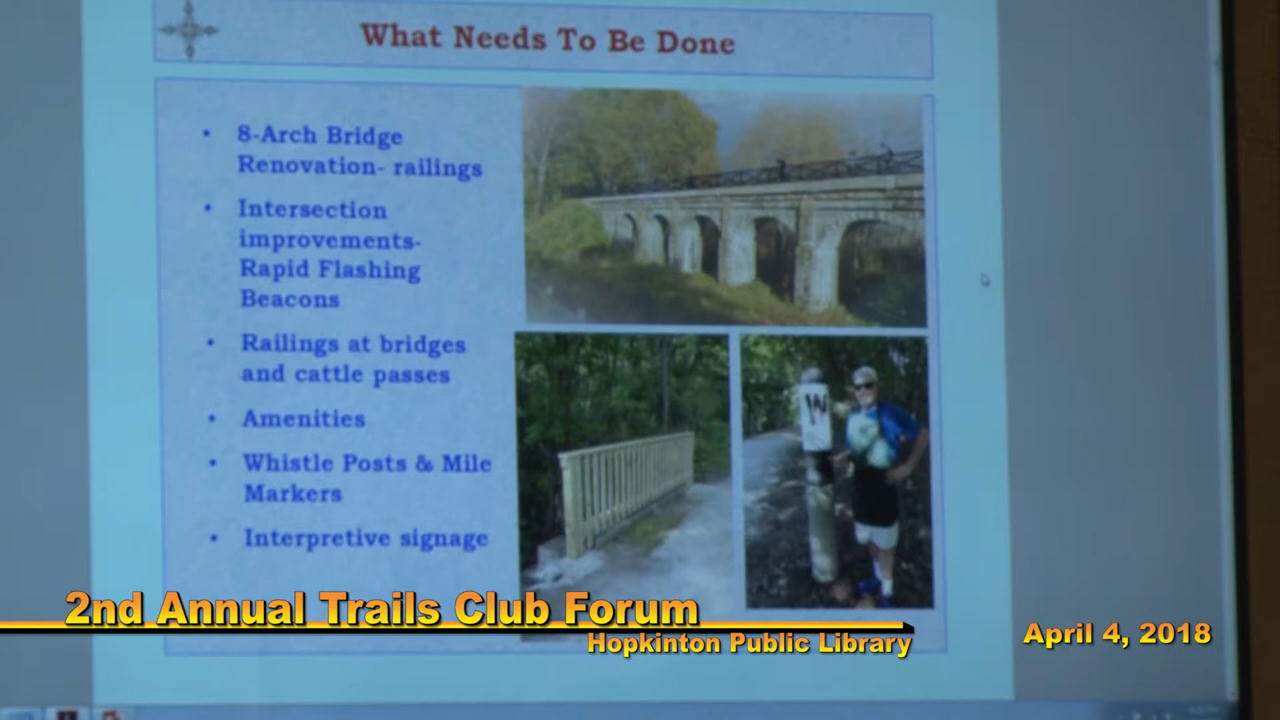 What Needs To Be Done
• 8-Arch Bridge
Renovation- railings
• Intersection
improvements-
Rapid Flashing
Beacons
• Railings at bridges
and cattle passes
• Amenities
• Whistle Posts & Mile
Markers
• Interpretive signage
W
2nd Annual Trails Club Forum
Hopkinton Public Library
April 4, 2018